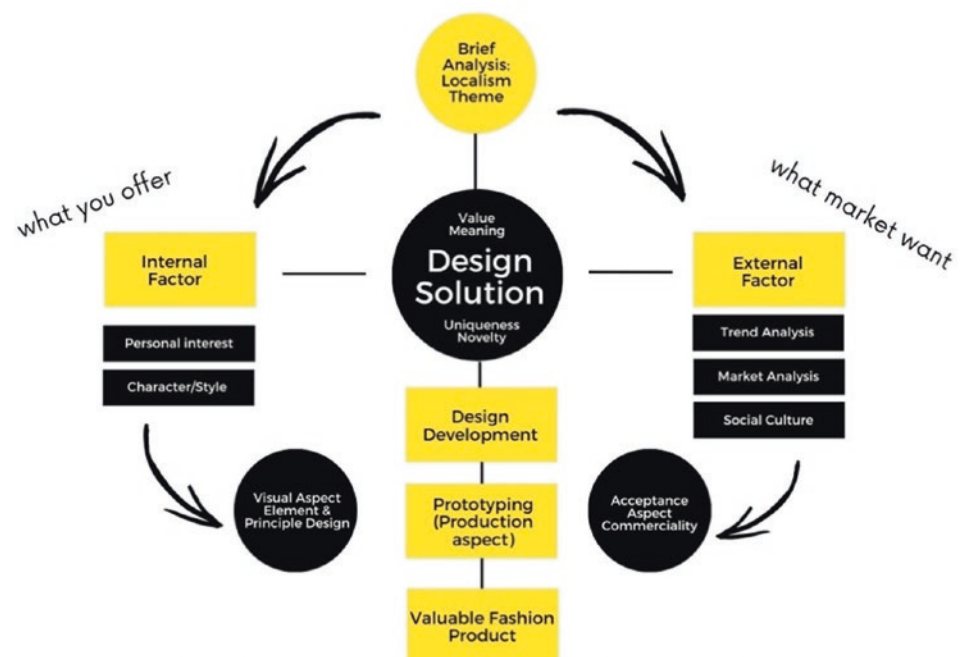 Brief
Analysis:
Localism
Theme
what you offer
what market want
Value
Meaning
Design
Solution
Uniqueness
Novelty
Internal
Factor
Personal interest
Character/Style
External
Factor
Trend Analysis
Market Analysis
Social Culture
Visual Aspect
Element &
Principle Design
Design
Development
Prototyping
(Production
aspect)
Valuable Fashion
Product
Acceptance
Aspect
Commerciality